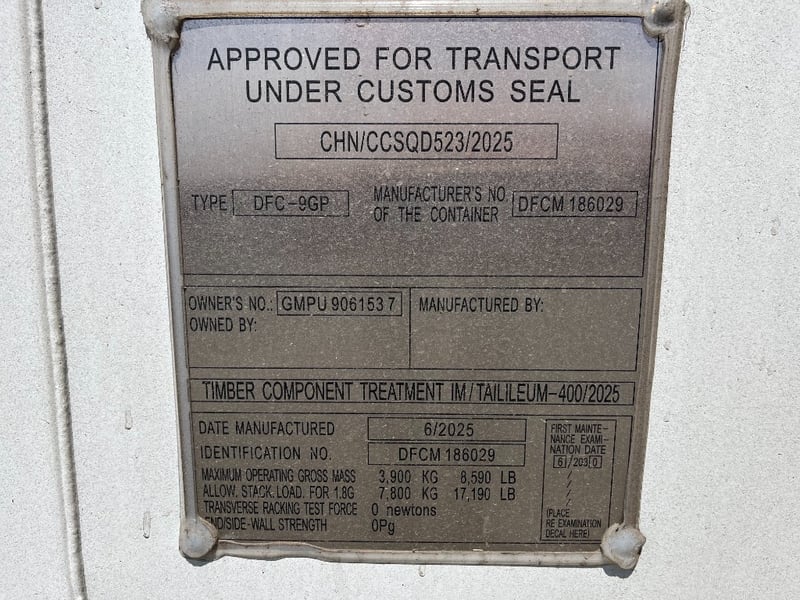 APPROVED FOR TRANSPORT
UNDER CUSTOMS SEAL
CHN/CCSQD523/2025
TYPE DFC-9GP
MANUFACTURER'S NO.
OF THE CONTAINER
DFCM 186029
OWNER'S NO.: GMPU 906153 7
OWNED BY:
MANUFACTURED BY:
TIMBER COMPONENT TREATMENT IM/TAILILEUM-400/2025
DATE MANUFACTURED 6/2025
IDENTIFICATION NO. DFCM 186029
MAXIMUM OPERATING GROSS MASS 3,900 KG 8,590 LB
ALLOW. STACK. LOAD. FOR 1.8G 7,800 KG 17,190 LB
TRANSVERSE RACKING TEST FORCE 0 newtons
END/SIDE-WALL STRENGTH 0Pg
FIRST MAINTE-
NANCE EXAMI-
NATION DATE
6/2030
/
/
/
(PLACE
RE EXAMINATION
DECAL HERE)